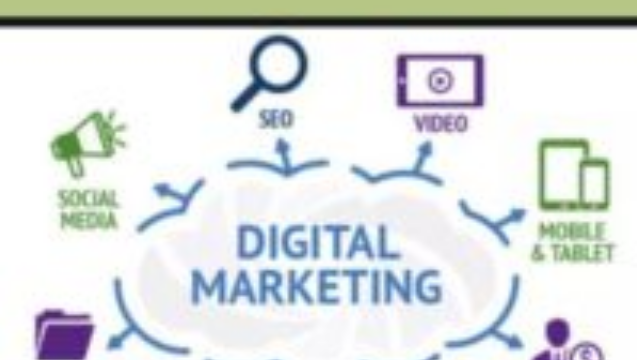 SEO
VIDEO
SOCIAL
MEDIA
MOBILE
& TABLET
DIGITAL
MARKETING